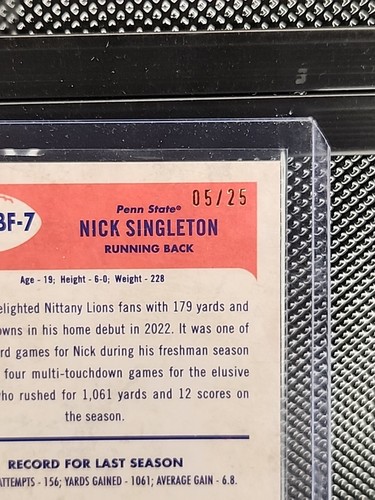 05/25
BF-7 Penn State®
NICK SINGLETON
RUNNING BACK
Age - 19; Height - 6-0; Weight - 228
elighted Nittany Lions fans with 179 yards and
owns in his home debut in 2022. It was one of
rd games for Nick during his freshman season
four multi-touchdown games for the elusive
ho rushed for 1,061 yards and 12 scores on
the season.
RECORD FOR LAST SEASON
TTEMPTS - 156; YARDS GAINED - 1061; AVERAGE GAIN - 6.8.